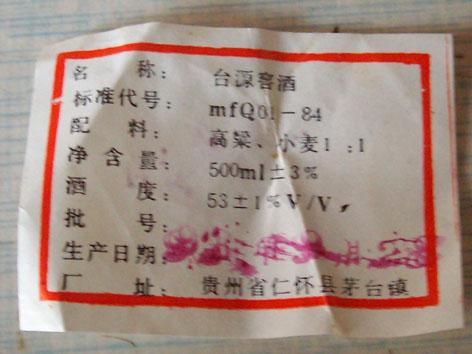 名 称: 台源窖酒
标准代号: mfQ01-84
配 料: 高粱、小麦1:1
净含量: 500ml±3%
酒 度: 53±1%V/V
批 号:
生产日期: 年 月
厂 址: 贵州省仁怀县茅台镇